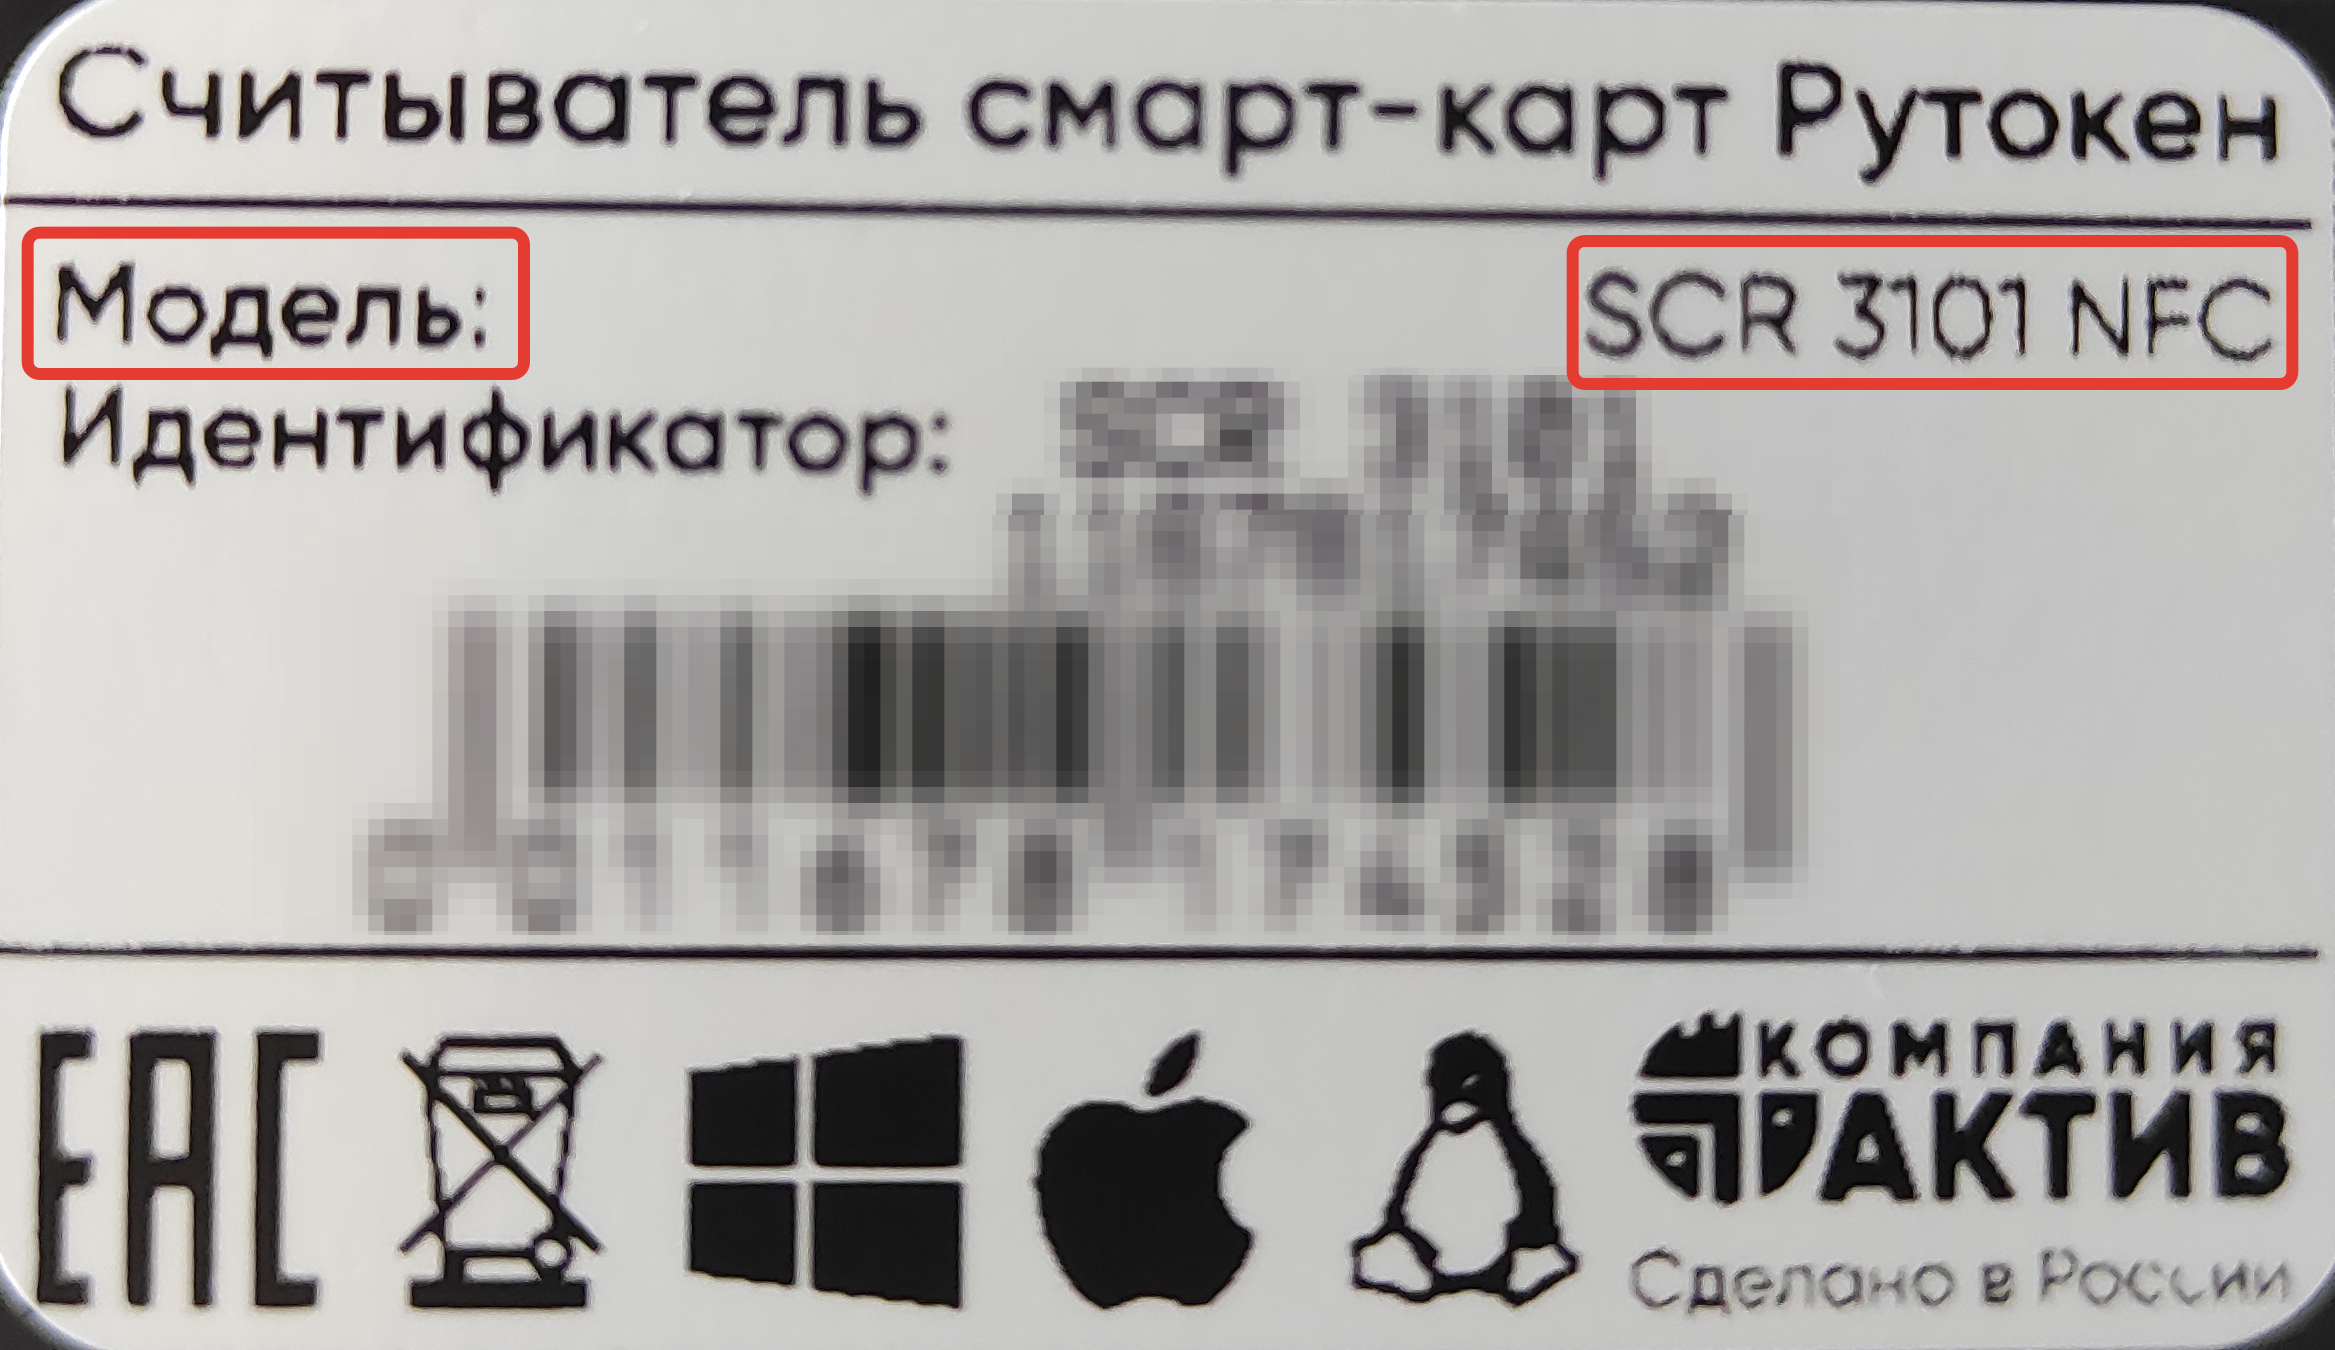 Считыватель смарт-карт Рутокен
Модель: SCR 3101 NFC
Идентификатор:
EAC
КОМПАНИЯ
АКТИВ
Сделано в России